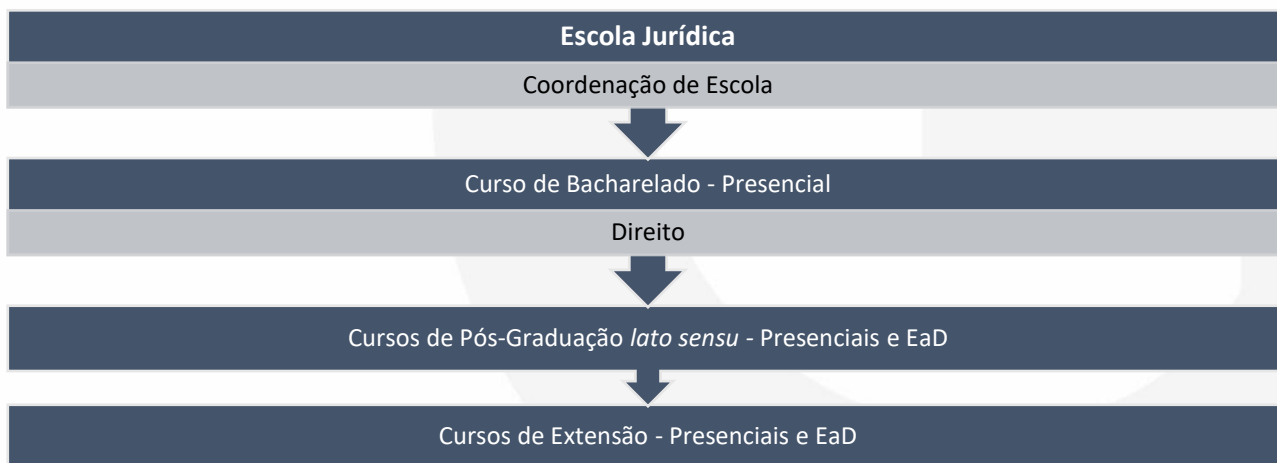 Escola Jurídica
Coordenação de Escola
Curso de Bacharelado - Presencial
Direito
Cursos de Pós-Graduação lato sensu - Presenciais e EaD
Cursos de Extensão - Presenciais e EaD